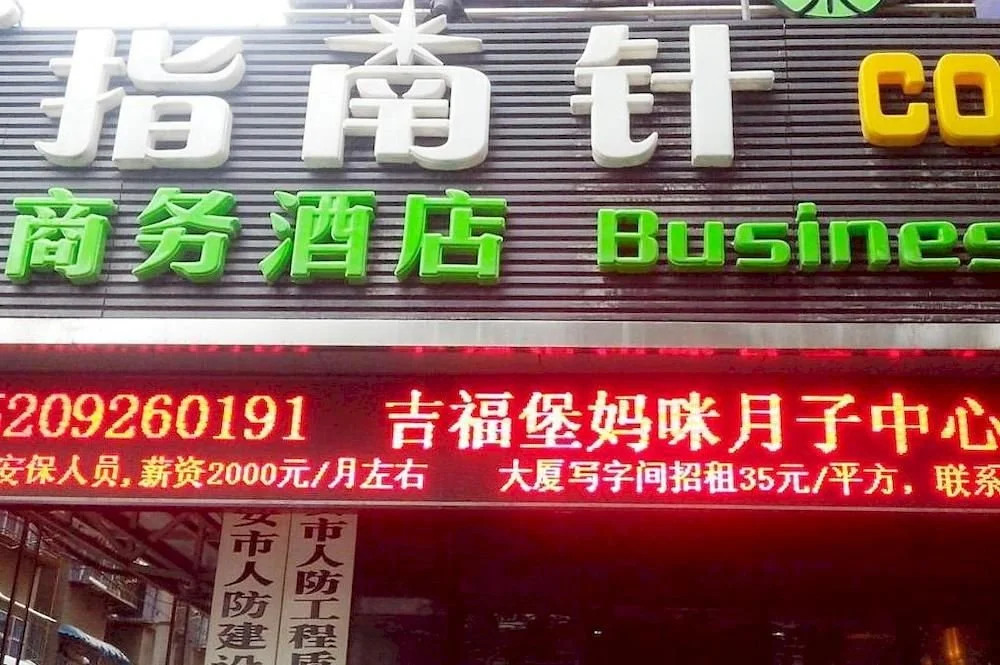 指南针 CO
商务酒店 Business
5209260191 吉福堡妈咪月子中心
安保人员,薪资2000元/月左右 大厦写字间招租35元/平方，联系
安市人防建设
市人防工程质